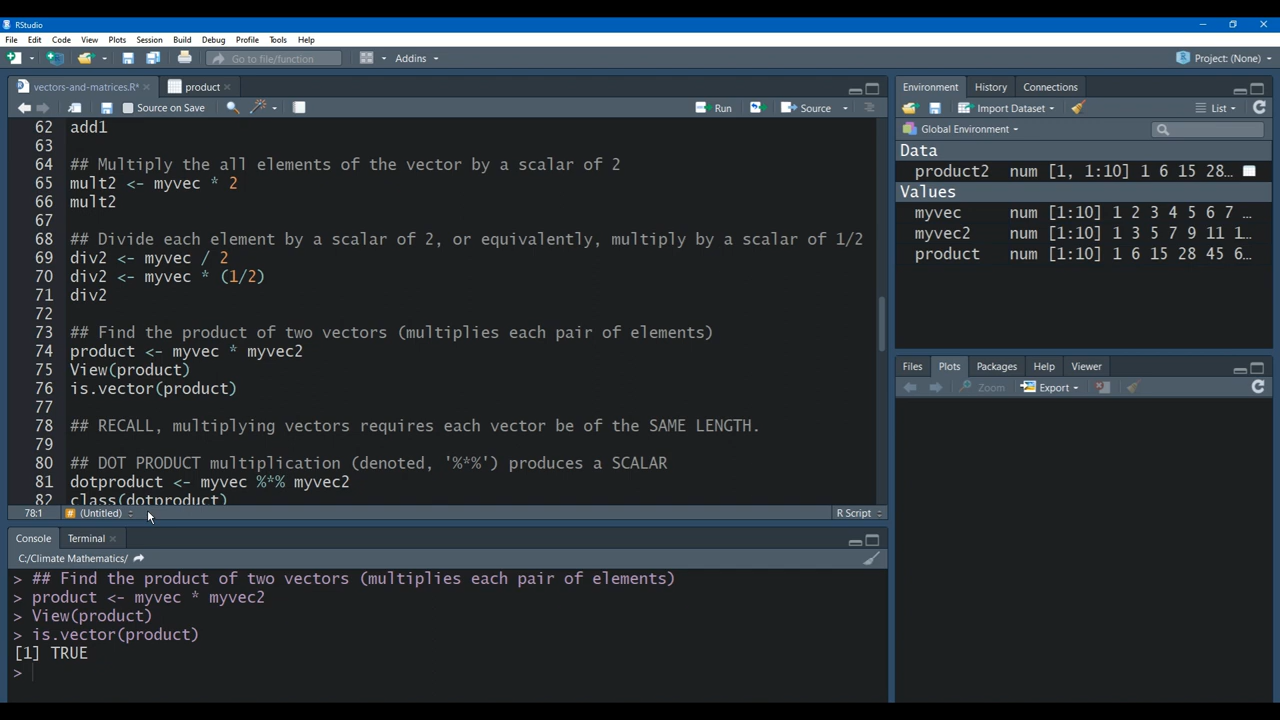 RStudio
File Edit Code View Plots Session Build Debug Profile Tools Help
Go to file/function Addins Project: (None)
vectors-and-matrices.R* product
Source on Save Run Source
62 add1
63
64 ## Multiply the all elements of the vector by a scalar of 2
65 mult2 <- myvec * 2
66 mult2
67
68 ## Divide each element by a scalar of 2, or equivalently, multiply by a scalar of 1/2
69 div2 <- myvec / 2
70 div2 <- myvec * (1/2)
71 div2
72
73 ## Find the product of two vectors (multiplies each pair of elements)
74 product <- myvec * myvec2
75 View(product)
76 is.vector(product)
77
78 ## RECALL, multiplying vectors requires each vector be of the SAME LENGTH.
79
80 ## DOT PRODUCT multiplication (denoted, '%*%') produces a SCALAR
81 dotproduct <- myvec %*% myvec2
82 class(dotproduct)
78:1 # (Untitled) R Script
Console Terminal
C:/Climate Mathematics/
> ## Find the product of two vectors (multiplies each pair of elements)
> product <- myvec * myvec2
> View(product)
> is.vector(product)
[1] TRUE
>
Environment History Connections
Import Dataset List
Global Environment
Data
product2 num [1, 1:10] 1 6 15 28…
Values
myvec num [1:10] 1 2 3 4 5 6 7 …
myvec2 num [1:10] 1 3 5 7 9 11 1…
product num [1:10] 1 6 15 28 45 6…
Files Plots Packages Help Viewer
Zoom Export